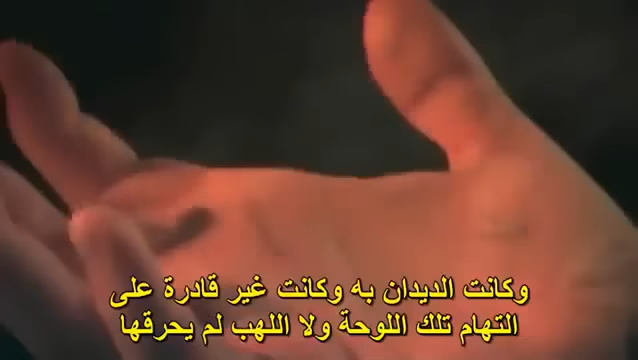 وكانت الديدان به وكانت غير قادرة على
التهام تلك اللوحة ولا اللهب لم يحرقها